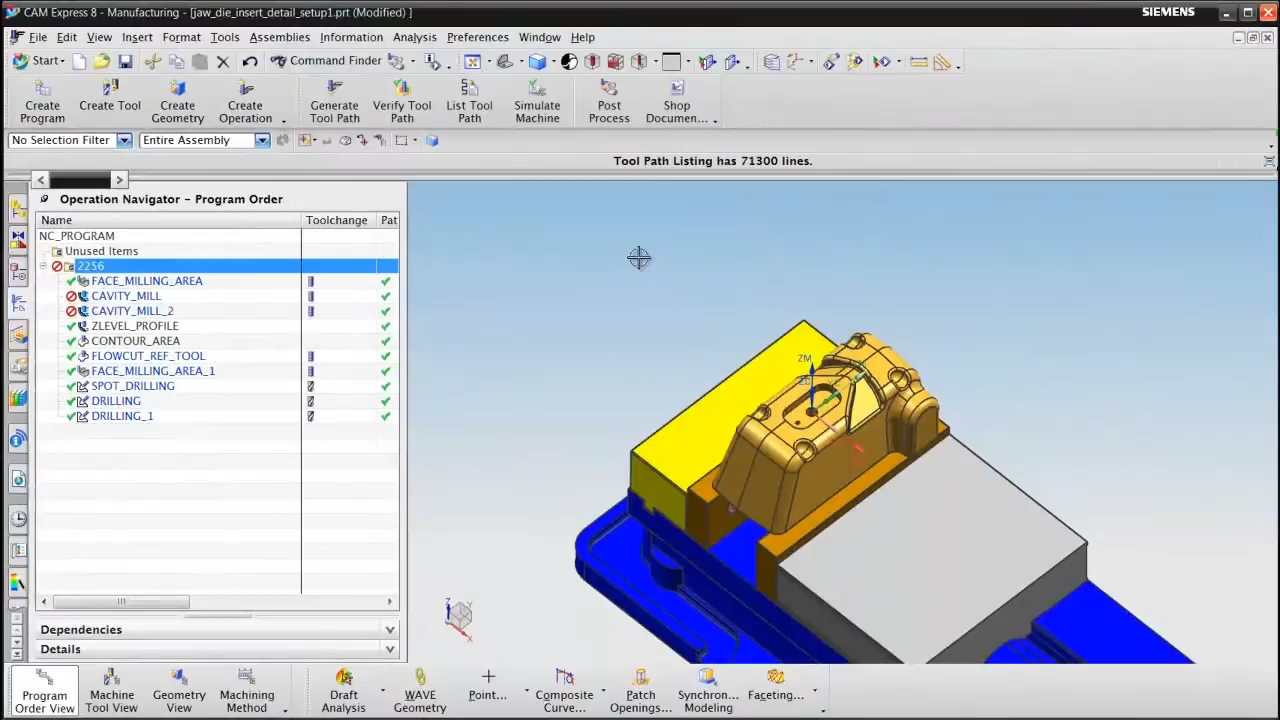 CAM Express 8 - Manufacturing - [jaw_die_insert_detail_setup1.prt (Modified) ]
SIEMENS
File Edit View Insert Format Tools Assemblies Information Analysis Preferences Window Help
Start Command Finder
Create Program
Create Tool
Create Geometry
Create Operation
Generate Tool Path
Verify Tool Path
List Tool Path
Simulate Machine
Post Process
Shop Documen...
No Selection Filter
Entire Assembly
Tool Path Listing has 71300 lines.
Operation Navigator - Program Order
Name Toolchange Pat
NC_PROGRAM
Unused Items
2256
FACE_MILLING_AREA
CAVITY_MILL
CAVITY_MILL_2
ZLEVEL_PROFILE
CONTOUR_AREA
FLOWCUT_REF_TOOL
FACE_MILLING_AREA_1
SPOT_DRILLING
DRILLING
DRILLING_1
ZM
Dependencies
Details
Program Order View
Machine Tool View
Geometry View
Machining Method
Draft Analysis
WAVE Geometry
Point...
Composite Curve...
Patch Openings...
Synchron... Modeling
Faceting...